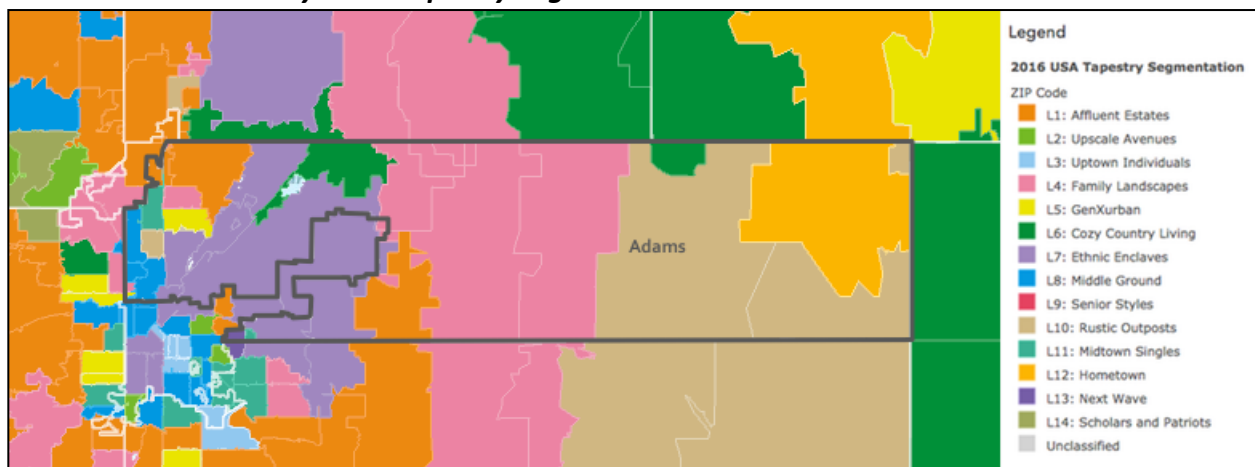 Adams
Legend
2016 USA Tapestry Segmentation
ZIP Code
L1: Affluent Estates
L2: Upscale Avenues
L3: Uptown Individuals
L4: Family Landscapes
L5: GenXurban
L6: Cozy Country Living
L7: Ethnic Enclaves
L8: Middle Ground
L9: Senior Styles
L10: Rustic Outposts
L11: Midtown Singles
L12: Hometown
L13: Next Wave
L14: Scholars and Patriots
Unclassified